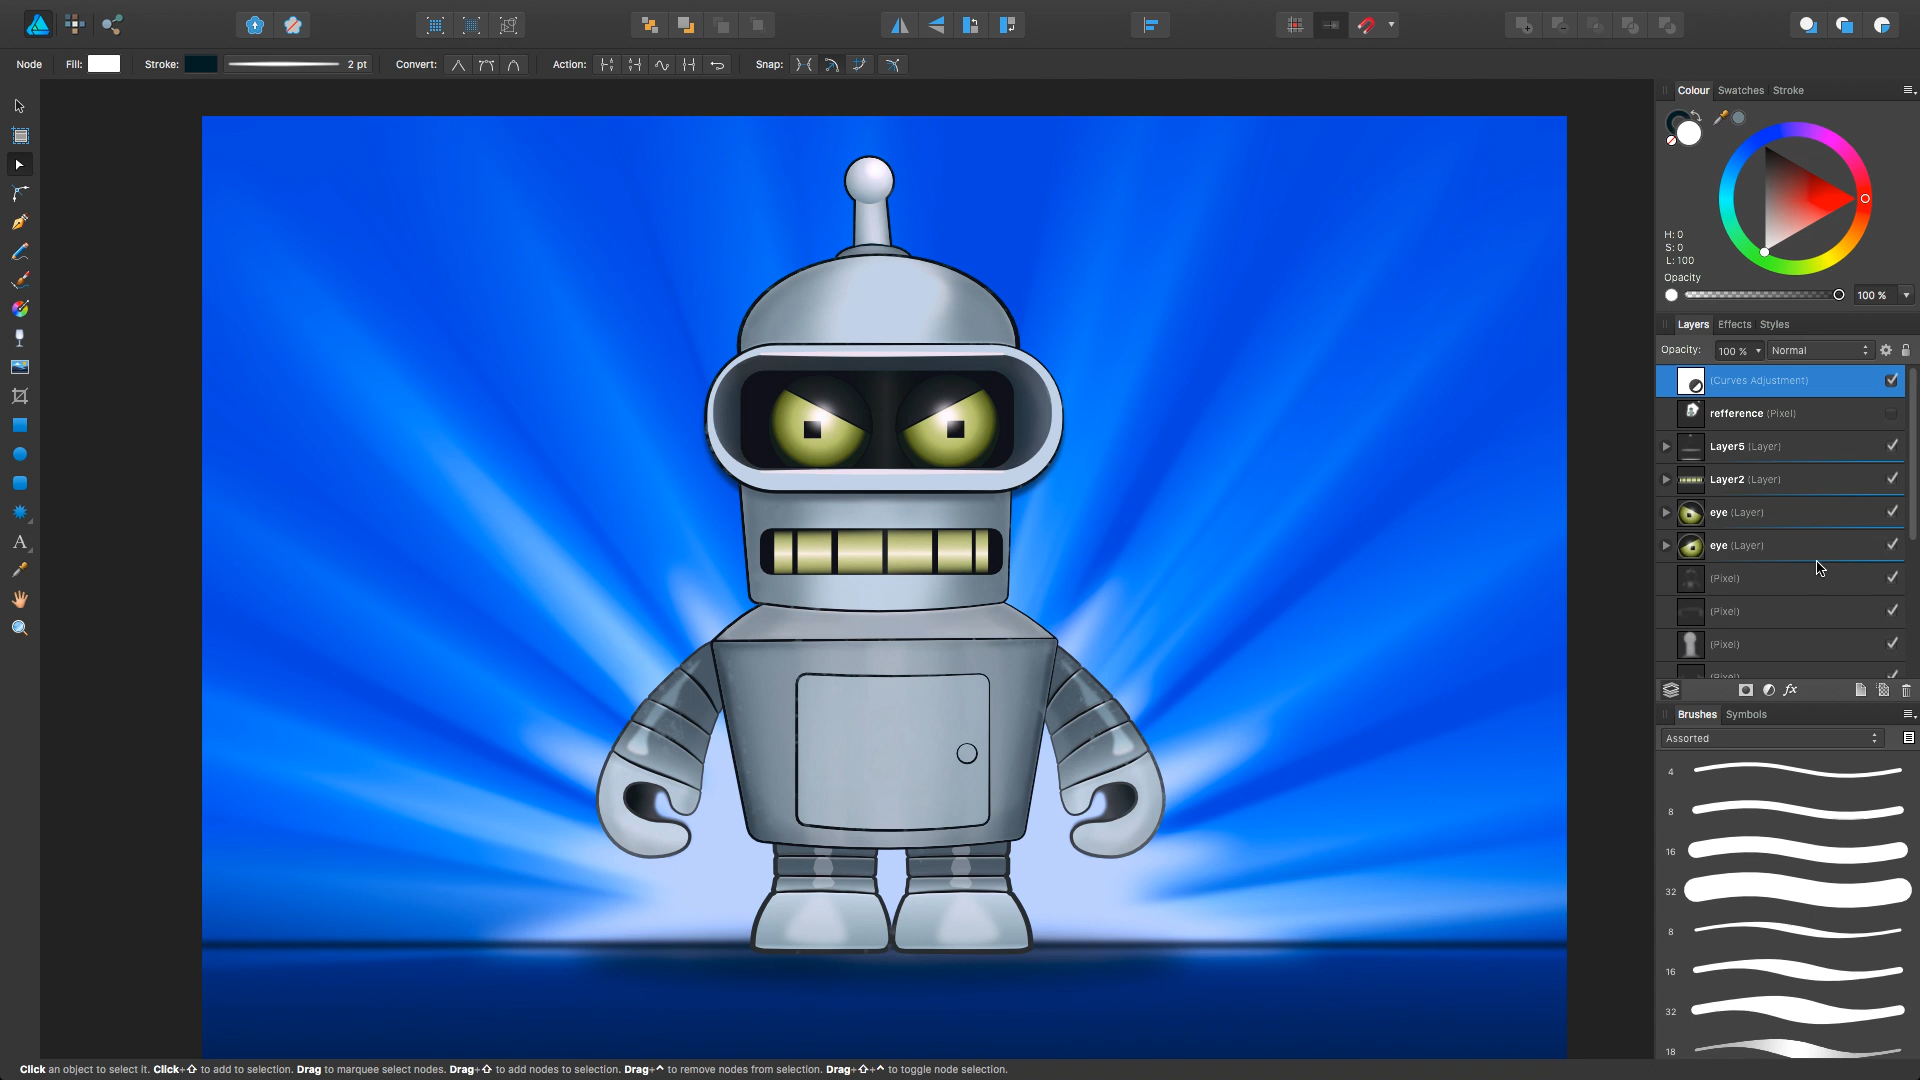 Node
Fill:
Stroke:
2 pt
Convert:
Action:
Snap:
Colour
Swatches
Stroke
H: 0
S: 0
L: 100
Opacity
100 %
Layers
Effects
Styles
Opacity:
100 %
Normal
(Curves Adjustment)
refference (Pixel)
Layer5 (Layer)
Layer2 (Layer)
eye (Layer)
eye (Layer)
(Pixel)
(Pixel)
(Pixel)
(Pixel)
fx
Brushes
Symbols
Assorted
4
8
16
32
8
16
32
18
A
Click an object to select it. Click+⇧ to add to selection. Drag to marquee select nodes. Drag+⇧ to add nodes to selection. Drag+⌃ to remove nodes from selection. Drag+⇧+⌃ to toggle node selection.